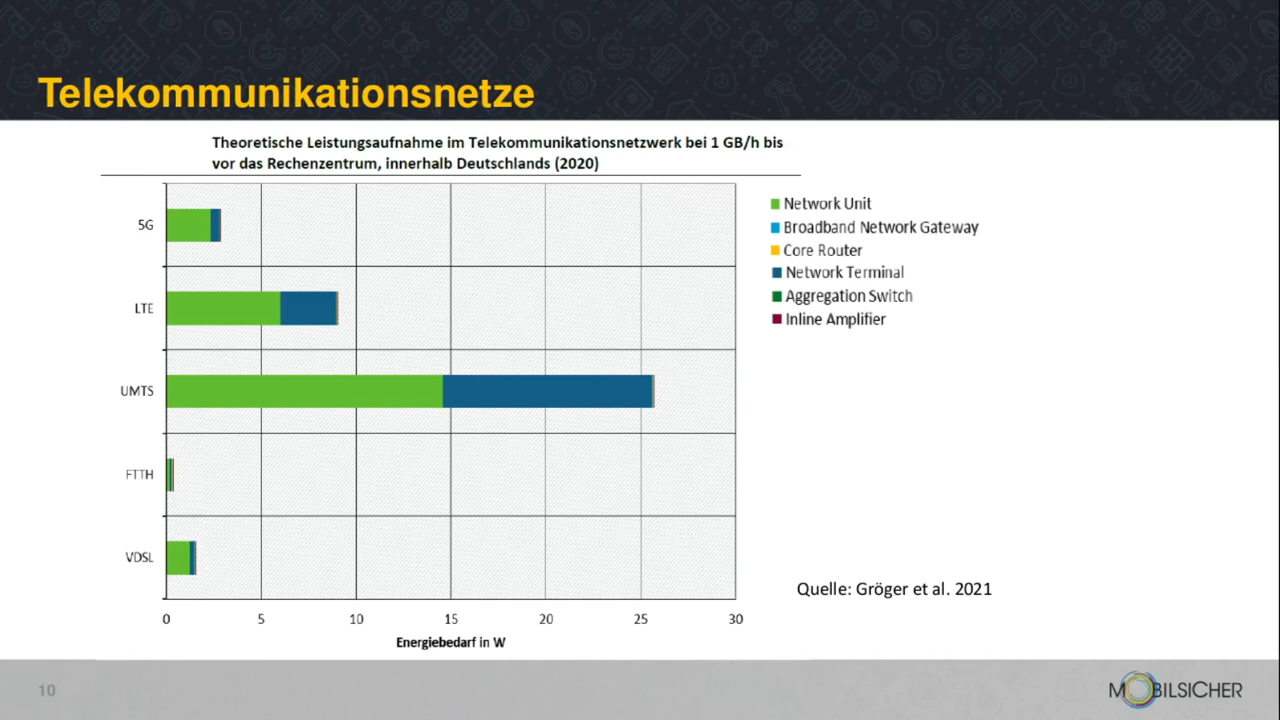 Telekommunikationsnetze
Theoretische Leistungsaufnahme im Telekommunikationsnetzwerk bei 1 GB/h bis
vor das Rechenzentrum, innerhalb Deutschlands (2020)
5G
LTE
UMTS
FTTH
VDSL
0 5 10 15 20 25 30
Energiebedarf in W
Network Unit
Broadband Network Gateway
Core Router
Network Terminal
Aggregation Switch
Inline Amplifier
Quelle: Gröger et al. 2021
10
MOBILSICHER